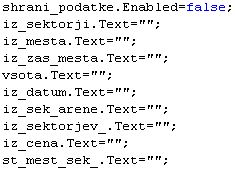 shrani_podatke.Enabled=false;
iz_sektorji.Text="";
iz_mesta.Text="";
iz_zas_mesta.Text="";
vsota.Text="";
iz_datum.Text="";
iz_sek_arene.Text="";
iz_sektorjev_.Text="";
iz_cena.Text="";
st_mest_sek_.Text="";